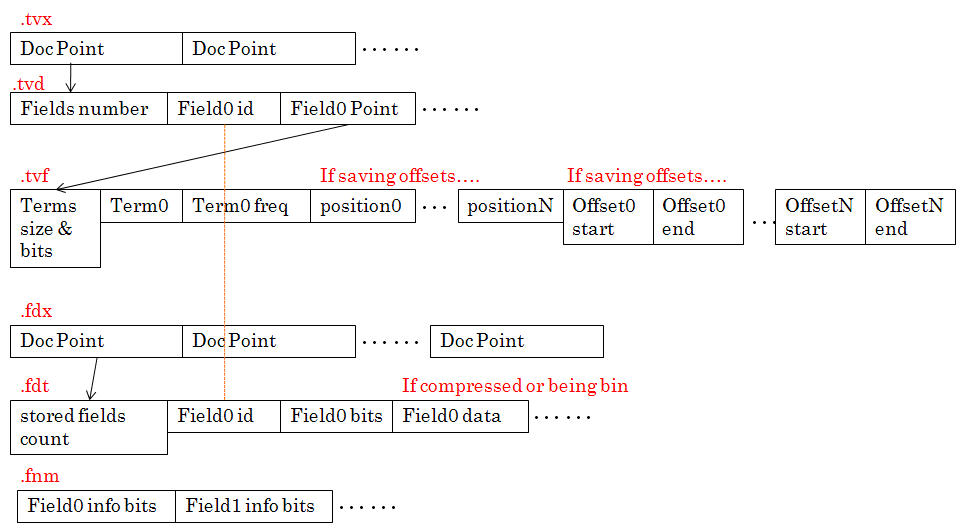 .tvx
Doc Point Doc Point ......
.tvd
Fields number Field0 id Field0 Point ......
.tvf If saving offsets.... If saving offsets....
Terms size & bits Term0 Term0 freq position0 ... positionN Offset0 start Offset0 end ... OffsetN start OffsetN end
.fdx
Doc Point Doc Point ...... Doc Point
.fdt If compressed or being bin
stored fields count Field0 id Field0 bits Field0 data ......
.fnm
Field0 info bits Field1 info bits ......